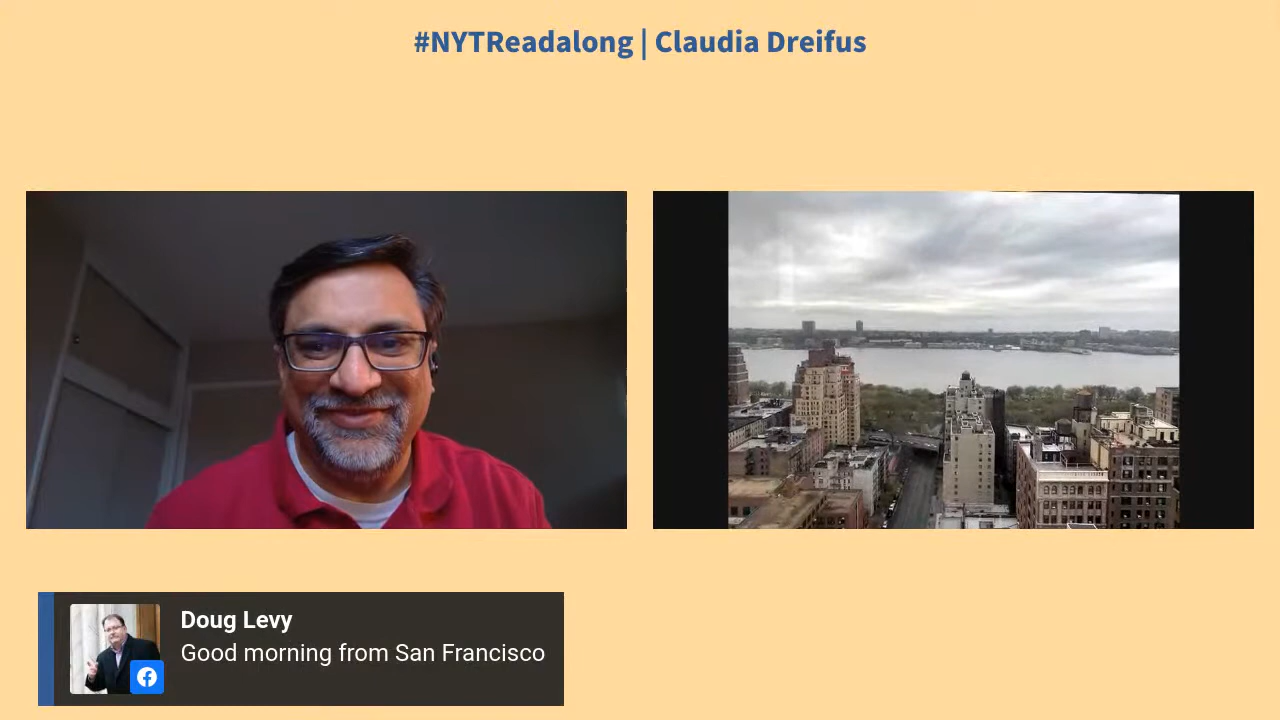 #NYTReadalong | Claudia Dreifus
Doug Levy
Good morning from San Francisco